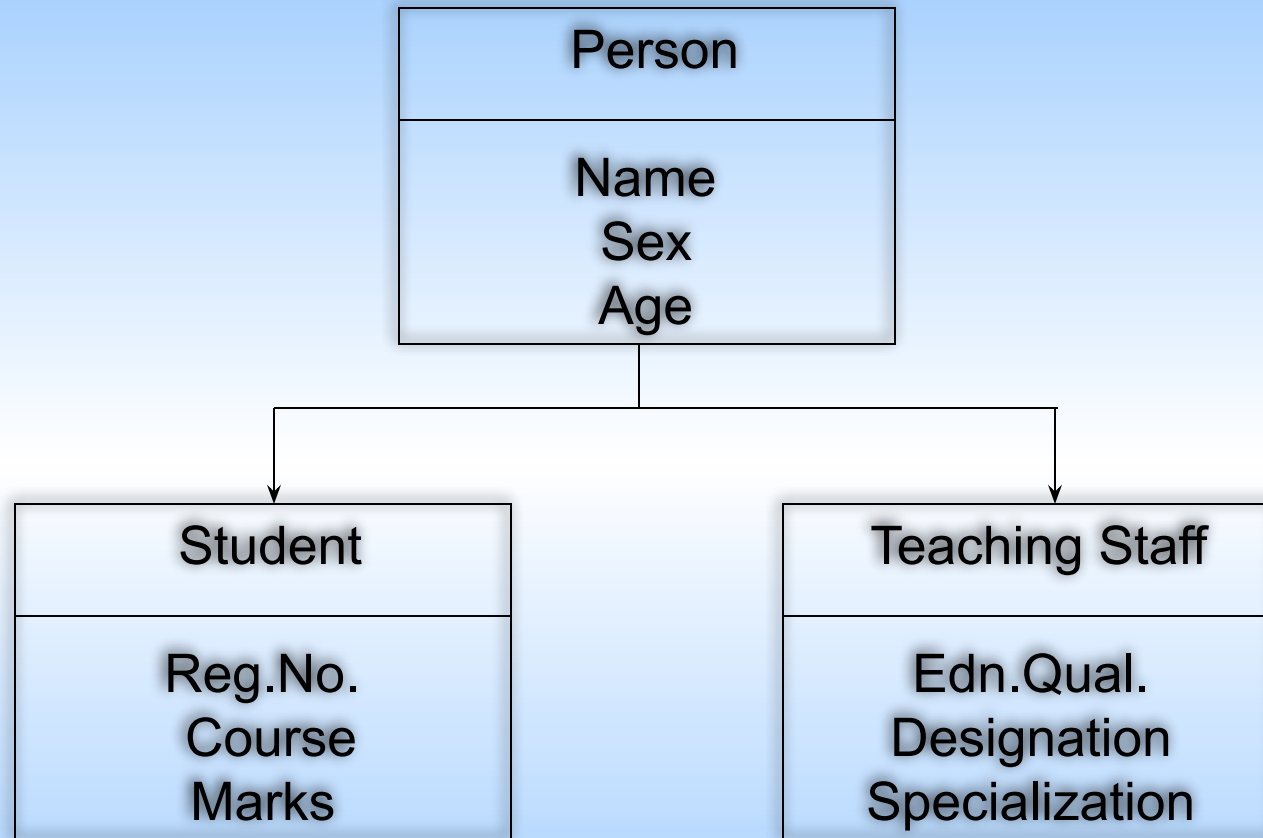 Person
Name
Sex
Age
Student
Reg.No.
Course
Marks
Teaching Staff
Edn.Qual.
Designation
Specialization